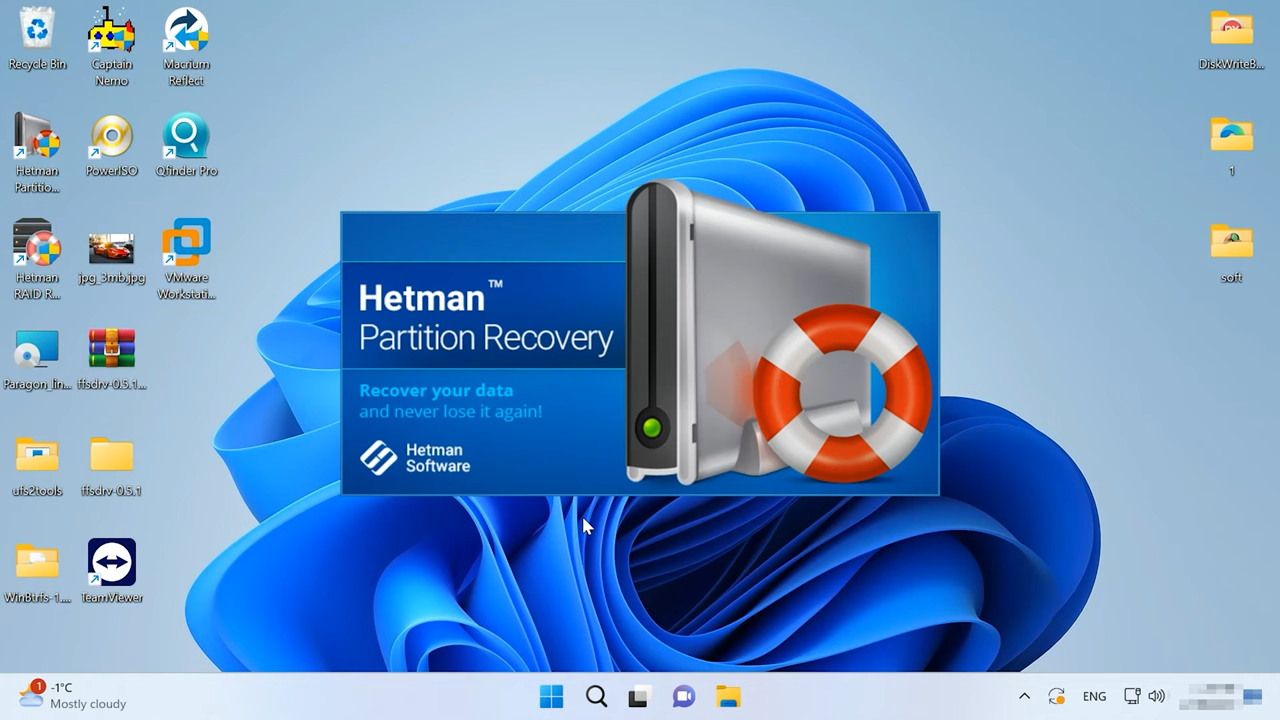 Recycle Bin
Captain
Nemo
Macrium
Reflect
Hetman
Partitio...
PowerISO
Qfinder Pro
Hetman
RAID R...
jpg_3mb.jpg
VMware
Workstati...
Paragon_lin...
ffsdrv-0.5.1...
ufs2tools
ffsdrv-0.5.1
WinBtrfs-1....
TeamViewer
DiskWriteB...
1
soft
Hetman™
Partition Recovery
Recover your data
and never lose it again!
Hetman
Software
1
-1°C
Mostly cloudy
ENG